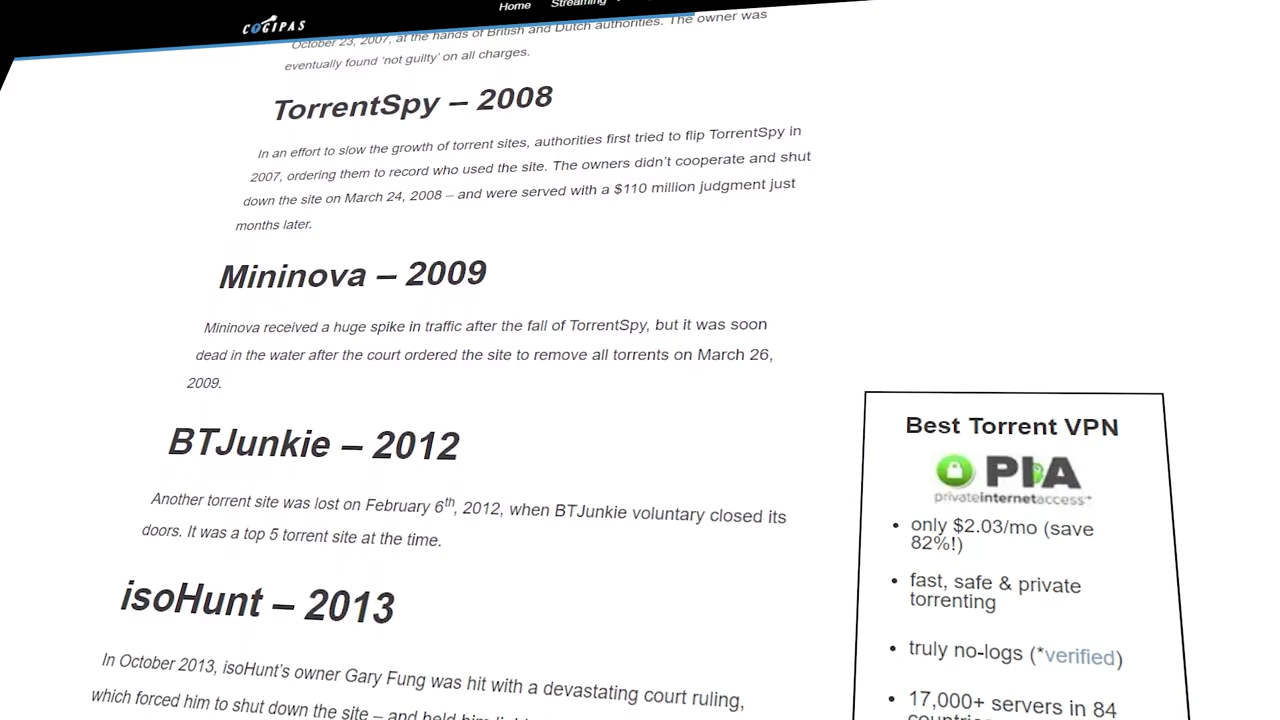 COGIPAS
Home Streaming
October 23, 2007, at the hands of British and Dutch authorities. The owner was
eventually found ‘not guilty’ on all charges.
TorrentSpy – 2008
In an effort to slow the growth of torrent sites, authorities first tried to flip TorrentSpy in
2007, ordering them to record who used the site. The owners didn’t cooperate and shut
down the site on March 24, 2008 – and were served with a $110 million judgment just
months later.
Mininova – 2009
Mininova received a huge spike in traffic after the fall of TorrentSpy, but it was soon
dead in the water after the court ordered the site to remove all torrents on March 26,
2009.
BTJunkie – 2012
Another torrent site was lost on February 6th, 2012, when BTJunkie voluntary closed its
doors. It was a top 5 torrent site at the time.
isoHunt – 2013
In October 2013, isoHunt’s owner Gary Fung was hit with a devastating court ruling,
which forced him to shut down the site – and held him
Best Torrent VPN
PIA
privateinternetaccess™
• only $2.03/mo (save
82%!)
• fast, safe & private
torrenting
• truly no-logs (*verified)
• 17,000+ servers in 84
countries